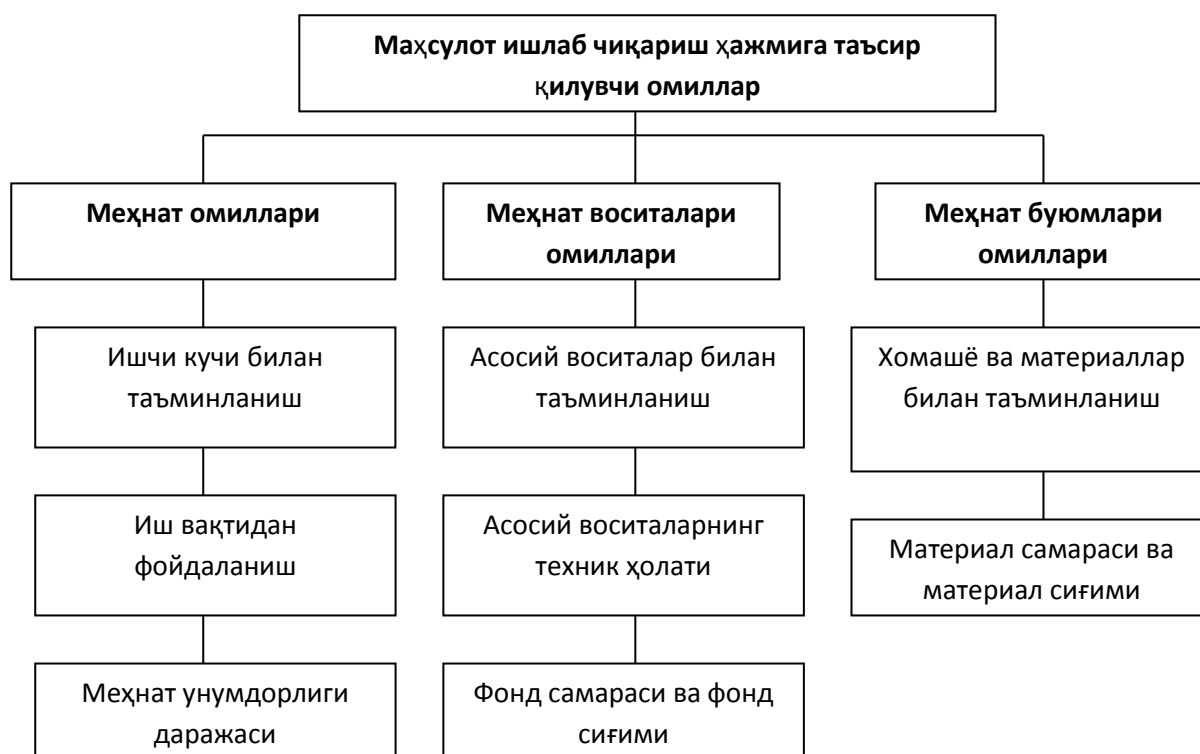 Маҳсулот ишлаб чиқариш ҳажмига таъсир
қилувчи омиллар
Меҳнат омиллари
Меҳнат воситалари
омиллари
Меҳнат буюмлари
омиллари
Ишчи кучи билан
таъминланиш
Асосий воситалар билан
таъминланиш
Хомашё ва материаллар
билан таъминланиш
Иш вақтидан
фойдаланиш
Асосий воситаларнинг
техник ҳолати
Материал самараси ва
материал сиғими
Меҳнат унумдорлиги
даражаси
Фонд самараси ва фонд
сиғими